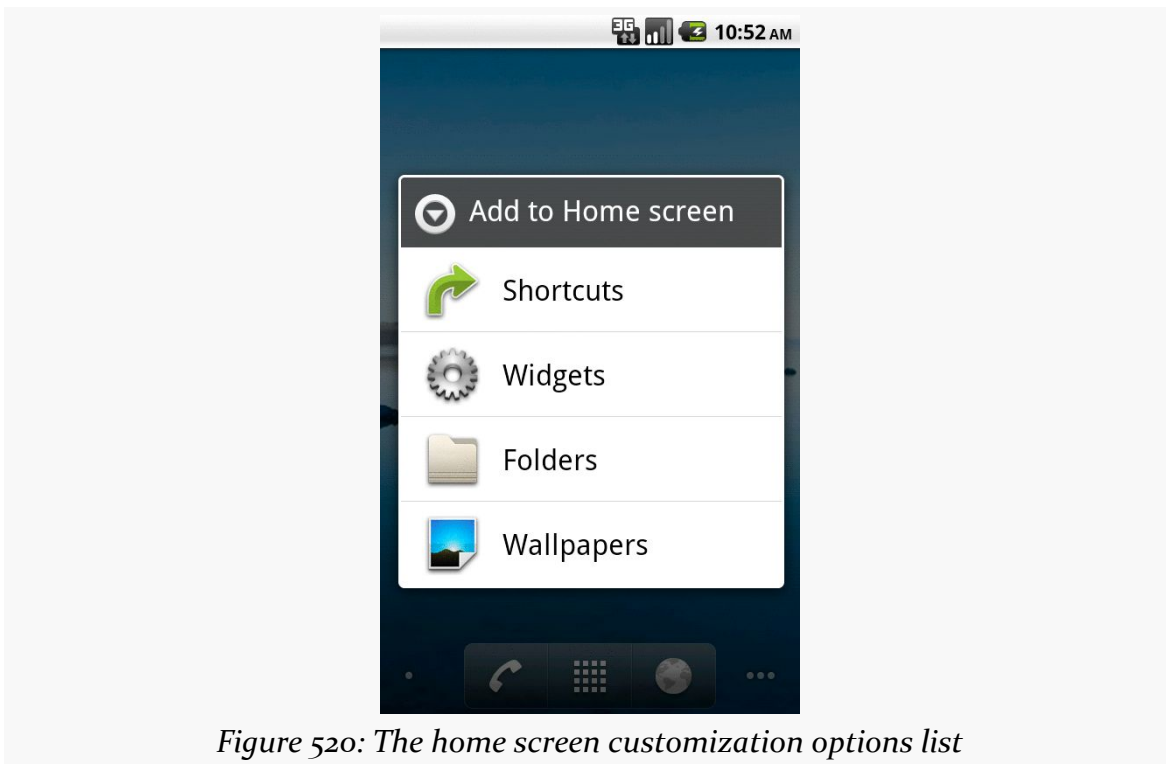 3G 10:52 AM
Add to Home screen
Shortcuts
Widgets
Folders
Wallpapers
Figure 520: The home screen customization options list